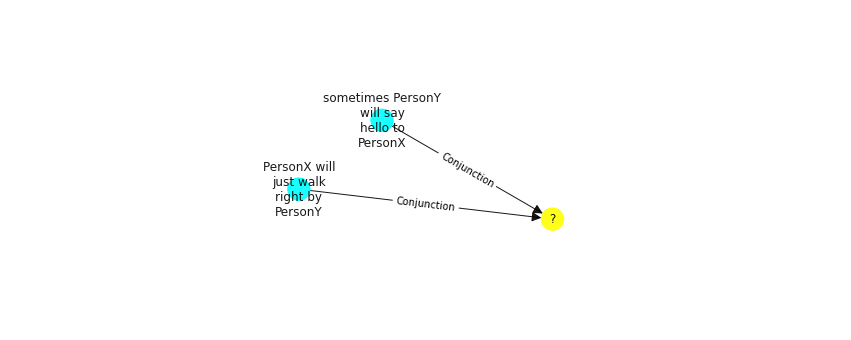 sometimes PersonY
will say
hello to
PersonX
Conjunction
PersonX will
just walk
right by
PersonY
Conjunction
?